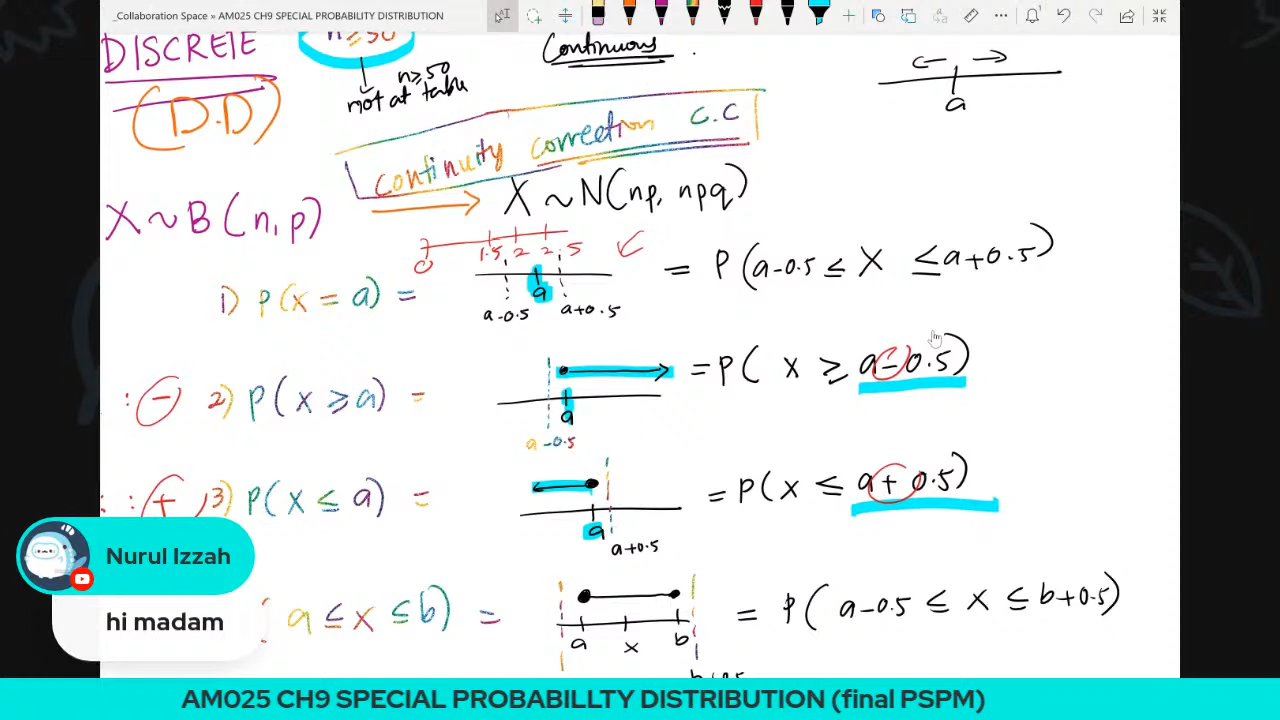 _Collaboration Space » AM025 CH9 SPECIAL PROBABILITY DISTRIBUTION
DISCRETE
n≥50
Continuous
(D.D)
n≥50
not at table
← →
a
continuity correction c.c
X ~ B(n,p)
X ~ N(np, npq)
0 1.5 2 2.5
1) P(x = a) =
a
a-0.5 a+0.5
= P(a-0.5 ≤ X ≤ a+0.5)
: - 2) P(x ≥ a) =
a
a-0.5
= P( x ≥ a-0.5)
: + ,3) P(x ≤ a) =
a
a+0.5
= P(x ≤ a+0.5)
Nurul Izzah
hi madam
a ≤ x ≤ b) =
a x b
= P( a-0.5 ≤ x ≤ b+0.5)
AM025 CH9 SPECIAL PROBABILLTY DISTRIBUTION (final PSPM)